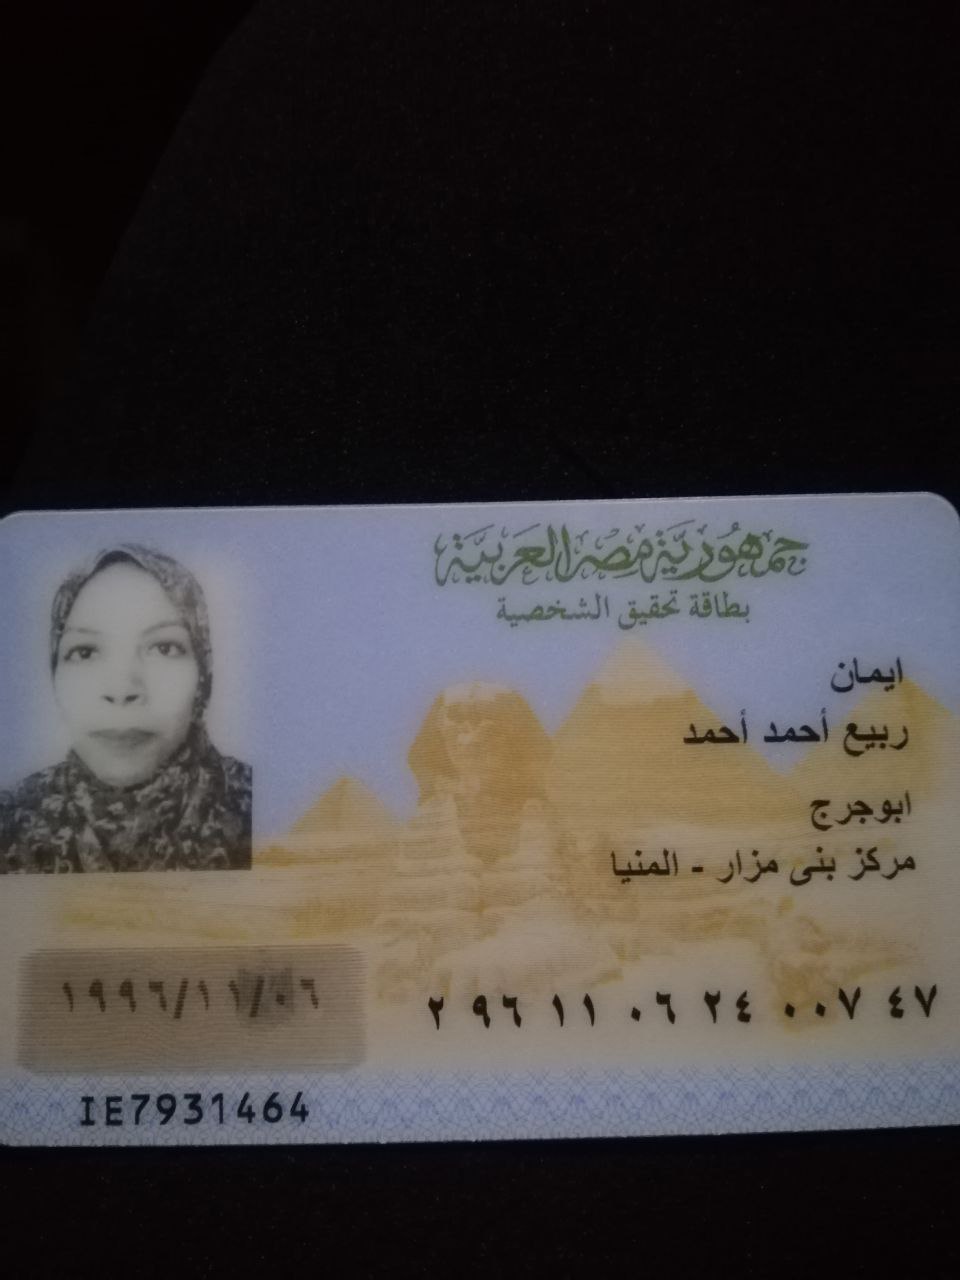 جمهورية مصر العربية
بطاقة تحقيق الشخصية
ايمان
ربيع أحمد أحمد
ابوجرج
مركز بنى مزار - المنيا
٢ ٩٦ ١١ ٠٦ ٢٤ ٠٠٧ ٤٧
١٩٩٦/١١/٠٦
IE7931464